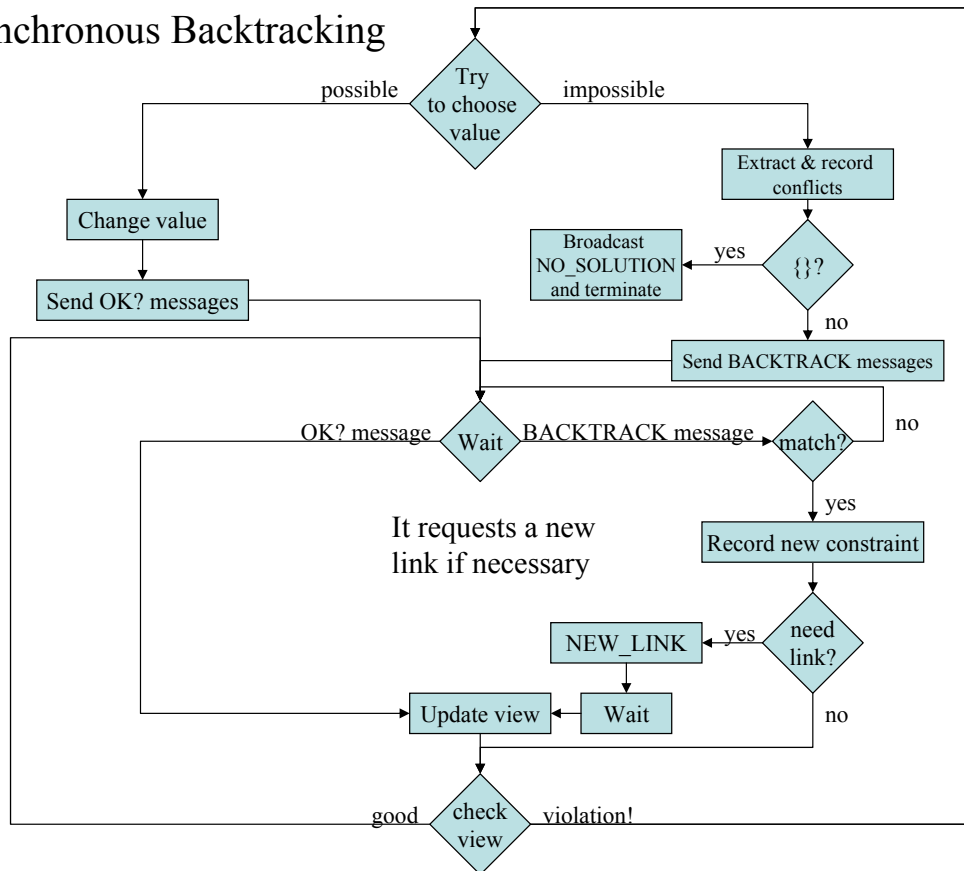 nchronous Backtracking
Try
to choose
value
possible
impossible
Extract & record
conflicts
Change value
Broadcast
NO_SOLUTION
and terminate
yes
{}?
Send OK? messages
no
Send BACKTRACK messages
OK? message
Wait
BACKTRACK message
match?
no
yes
It requests a new
link if necessary
Record new constraint
NEW_LINK
yes
need
link?
Update view
Wait
no
good
check
view
violation!